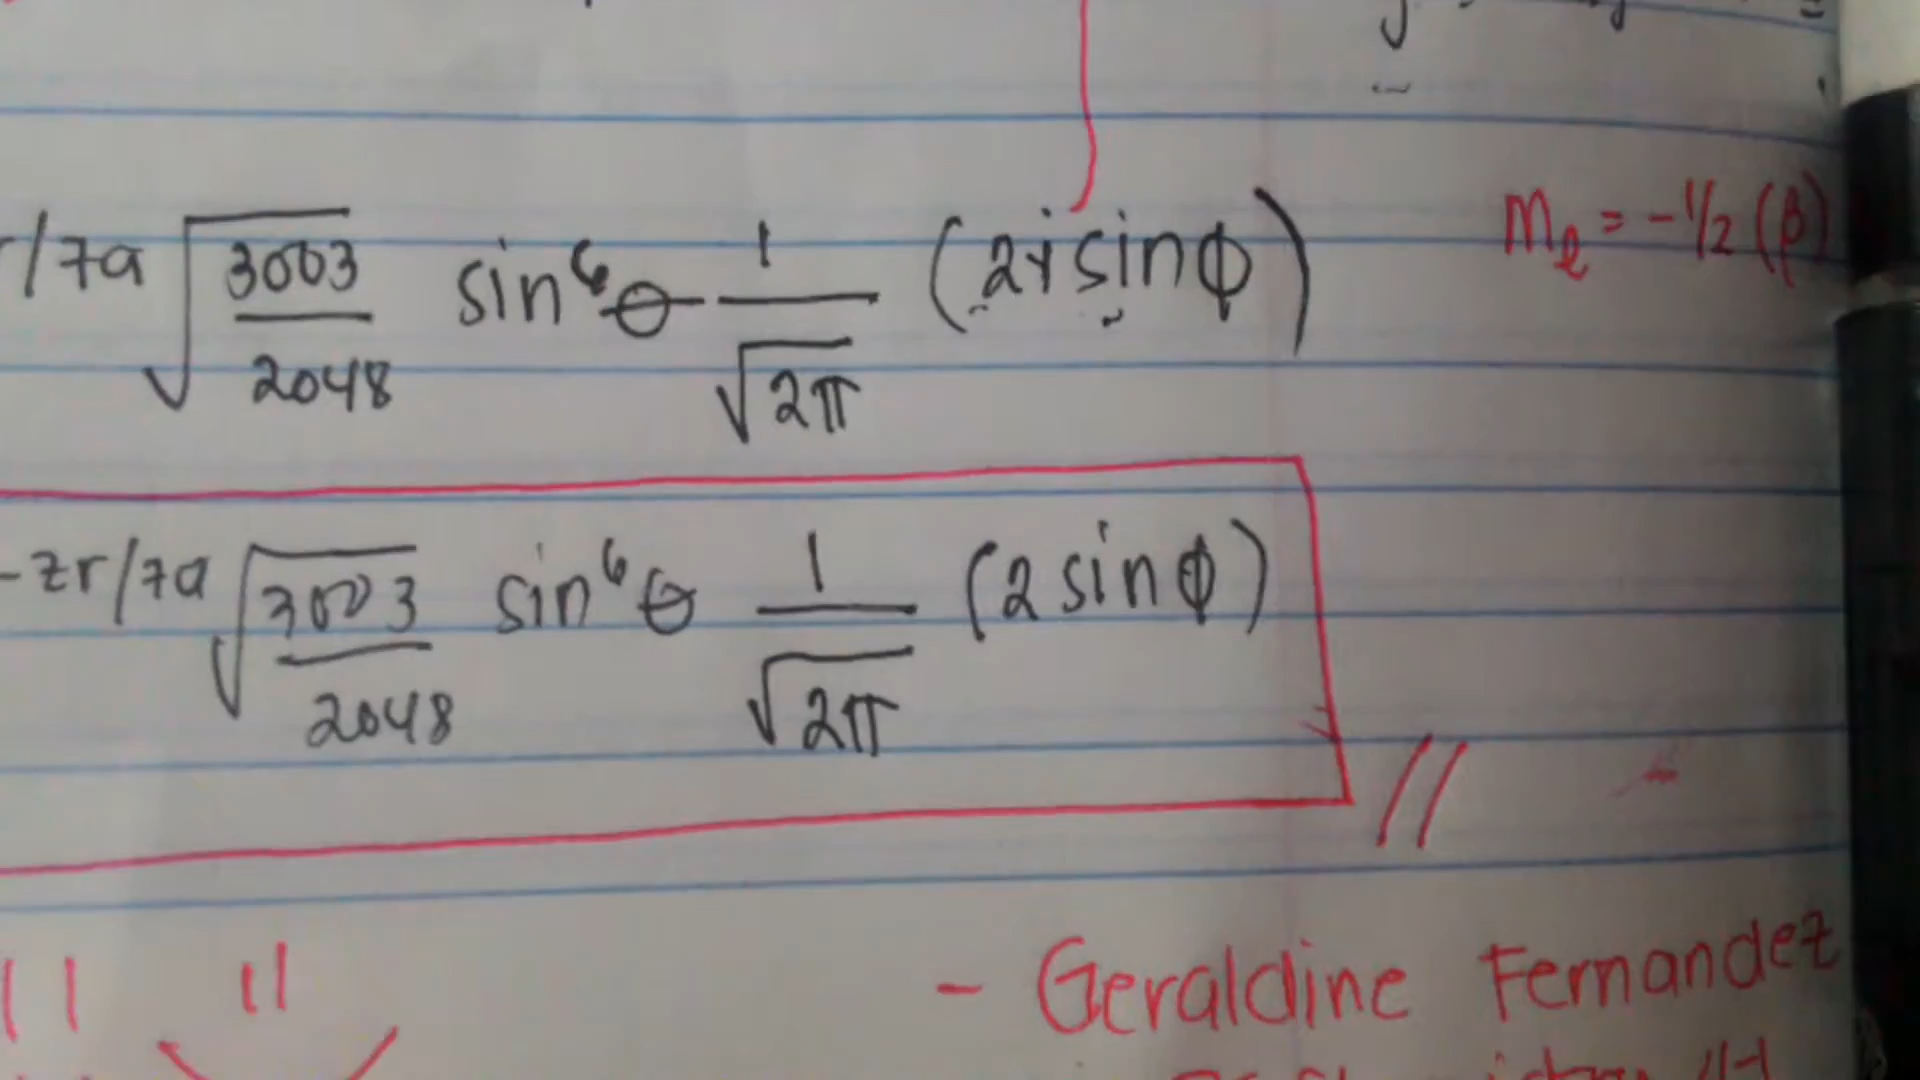 r/7a √3003/2048 sin⁶θ 1/√2π (2i sinϕ) mₑ = -1/2 (β)
-zr/7a √3003/2048 sin⁶θ 1/√2π (2 sinϕ)
//
- Geraldine Fernandez